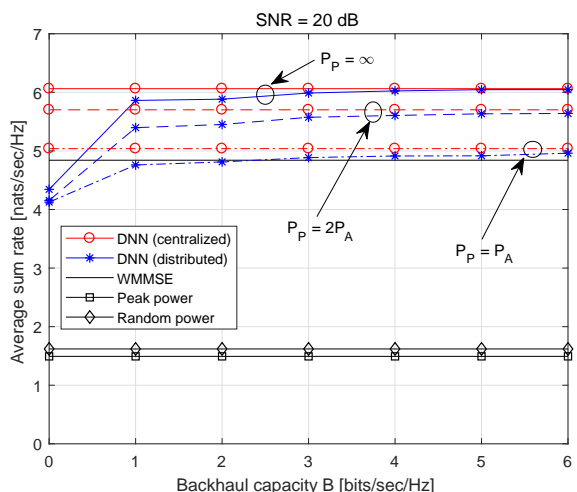 SNR = 20 dB
7
6
5
4
3
2
1
0
Average sum rate [nats/sec/Hz]
P_P = ∞
P_P = 2P_A
P_P = P_A
DNN (centralized)
DNN (distributed)
WMMSE
Peak power
Random power
0 1 2 3 4 5 6
Backhaul capacity B [bits/sec/Hz]